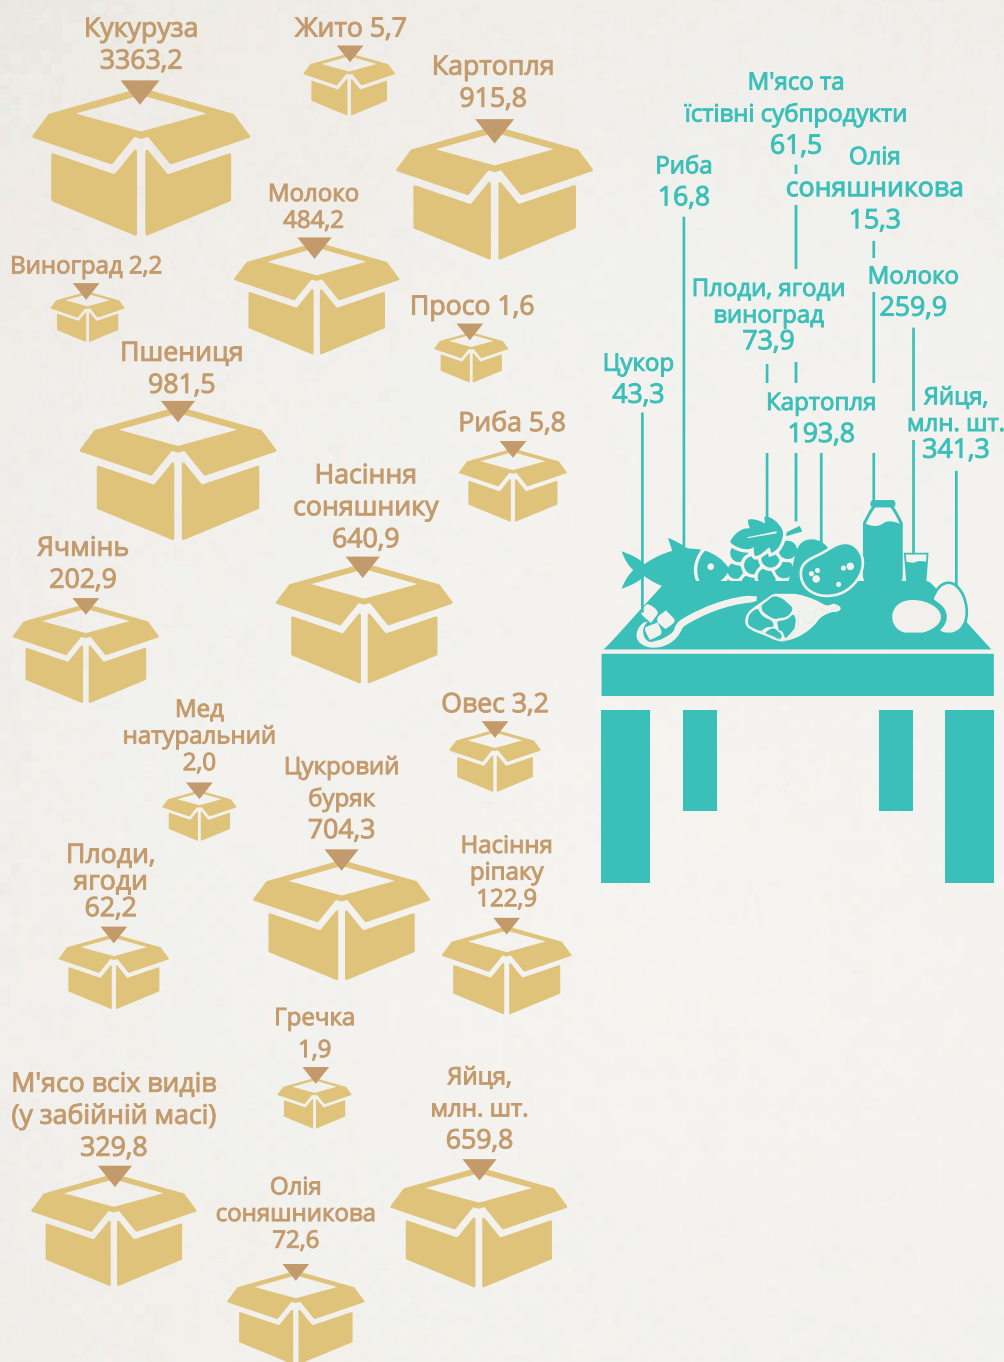 Кукуруза
3363,2
Жито 5,7
Картопля
915,8
Молоко
484,2
Виноград 2,2
Просо 1,6
Пшениця
981,5
Риба 5,8
Насіння
соняшнику
640,9
Ячмінь
202,9
Мед
натуральний
2,0
Овес 3,2
Цукровий
буряк
704,3
Плоди,
ягоди
62,2
Насіння
ріпаку
122,9
Гречка
1,9
М'ясо всіх видів
(у забійній масі)
329,8
Яйця,
млн. шт.
659,8
Олія
соняшникова
72,6
М'ясо та
їстівні субпродукти
61,5
Риба
16,8
Олія
соняшникова
15,3
Плоди, ягоди
виноград
73,9
Молоко
259,9
Цукор
43,3
Картопля
193,8
Яйця,
млн. шт.
341,3